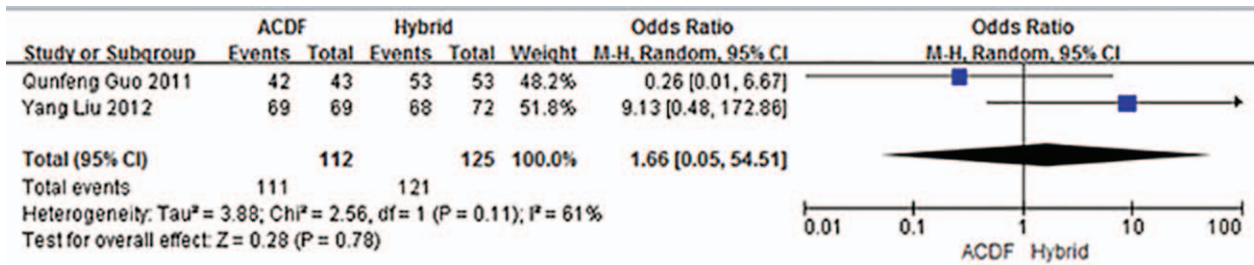 ACDF Hybrid Odds Ratio Odds Ratio
Study or Subgroup Events Total Events Total Weight M-H, Random, 95% CI M-H, Random, 95% CI
Qunfeng Guo 2011 42 43 53 53 48.2% 0.26 [0.01, 6.67]
Yang Liu 2012 69 69 68 72 51.8% 9.13 [0.48, 172.86]
Total (95% CI) 112 125 100.0% 1.66 [0.05, 54.51]
Total events 111 121
Heterogeneity: Tau² = 3.88; Chi² = 2.56, df = 1 (P = 0.11); I² = 61%
Test for overall effect: Z = 0.28 (P = 0.78)
0.01 0.1 1 10 100
ACDF Hybrid